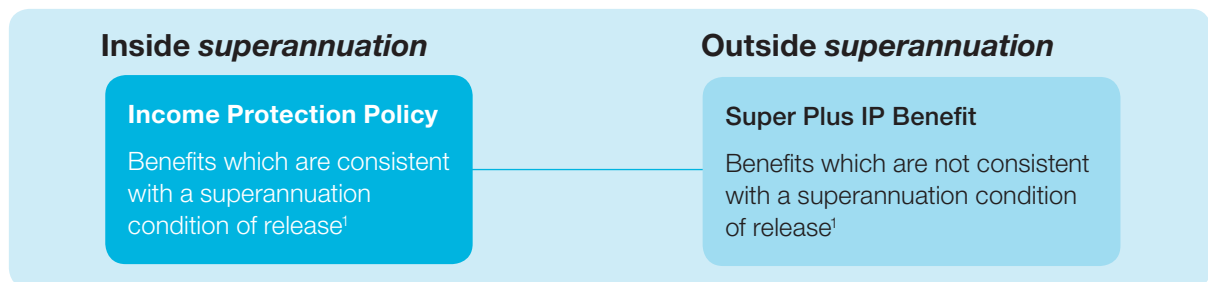 Inside superannuation
Income Protection Policy
Benefits which are consistent
with a superannuation
condition of release¹
Outside superannuation
Super Plus IP Benefit
Benefits which are not consistent
with a superannuation condition
of release¹